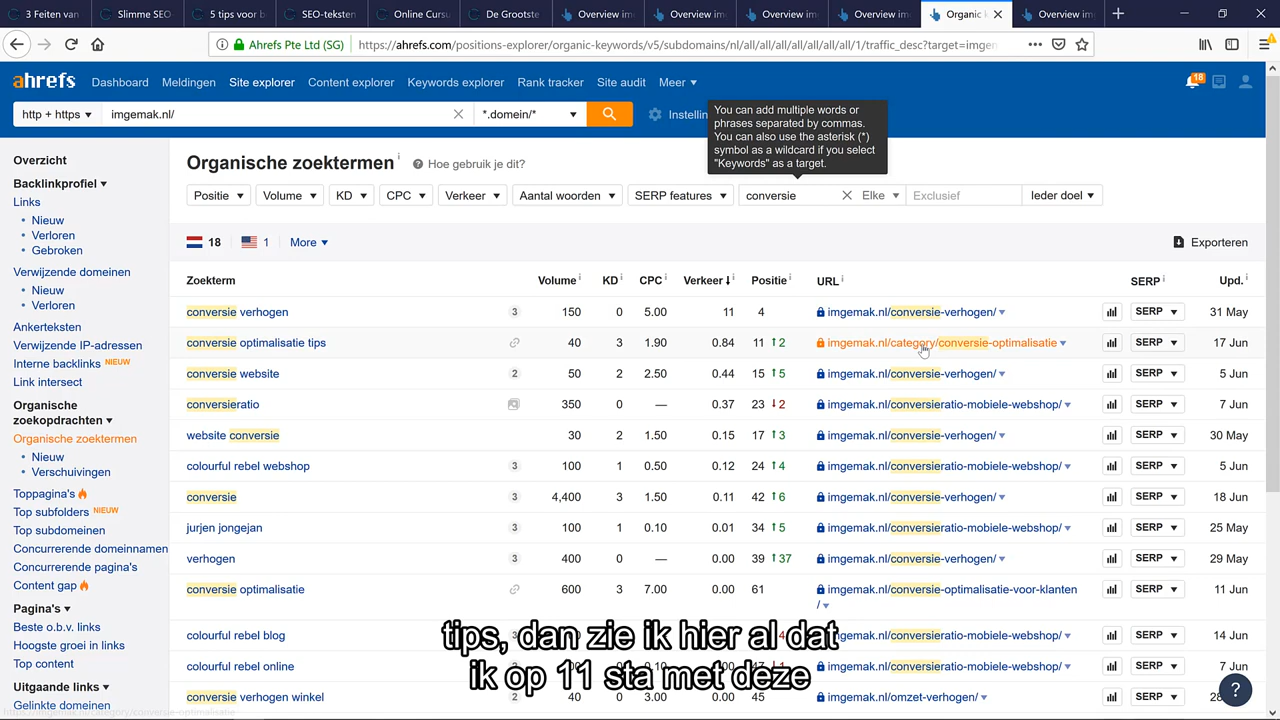 3 Feiten van
Slimme SEO
5 tips voor b
SEO-teksten
Online Cursu
De Grootste
Overview im
Overview im
Overview im
Overview im
Organic k
Overview im
Ahrefs Pte Ltd (SG)
https://ahrefs.com/positions-explorer/organic-keywords/v5/subdomains/nl/all/all/all/all/all/all/all/1/traffic_desc?target=imge
ahrefs
Dashboard
Meldingen
Site explorer
Content explorer
Keywords explorer
Rank tracker
Site audit
Meer
18
http + https
imgemak.nl/
*.domein/*
Instellin
You can add multiple words or
phrases separated by commas.
You can also use the asterisk (*)
symbol as a wildcard if you select
"Keywords" as a target.
Overzicht
Backlinkprofiel
Links
Nieuw
Verloren
Gebroken
Verwijzende domeinen
Nieuw
Verloren
Ankerteksten
Verwijzende IP-adressen
Interne backlinks NIEUW
Link intersect
Organische
zoekopdrachten
Organische zoektermen
Nieuw
Verschuivingen
Toppagina's
Top subfolders NIEUW
Top subdomeinen
Concurrerende domeinnamen
Concurrerende pagina's
Content gap
Pagina's
Beste o.b.v. links
Hoogste groei in links
Top content
Uitgaande links
Gelinkte domeinen
Organische zoektermen
Hoe gebruik je dit?
Positie Volume KD CPC Verkeer Aantal woorden SERP features conversie Elke Exclusief Ieder doel
18 1 More Exporteren
Zoekterm Volume KD CPC Verkeer Positie URL SERP Upd.
conversie verhogen 3 150 0 5.00 11 4 imgemak.nl/conversie-verhogen/ SERP 31 May
conversie optimalisatie tips 40 3 1.90 0.84 11 2 imgemak.nl/category/conversie-optimalisatie SERP 17 Jun
conversie website 2 50 2 2.50 0.44 15 5 imgemak.nl/conversie-verhogen/ SERP 5 Jun
conversieratio 350 0 — 0.37 23 2 imgemak.nl/conversieratio-mobiele-webshop/ SERP 7 Jun
website conversie 30 2 1.50 0.15 17 3 imgemak.nl/conversie-verhogen/ SERP 30 May
colourful rebel webshop 3 100 1 0.50 0.12 24 4 imgemak.nl/conversieratio-mobiele-webshop/ SERP 5 Jun
conversie 3 4,400 3 1.50 0.11 42 6 imgemak.nl/conversie-verhogen/ SERP 18 Jun
jurjen jongejan 3 100 1 0.10 0.01 34 5 imgemak.nl/conversieratio-mobiele-webshop/ SERP 25 May
verhogen 3 400 0 — 0.00 39 37 imgemak.nl/conversie-verhogen/ SERP 29 May
conversie optimalisatie 600 3 7.00 0.00 61 imgemak.nl/conversie-optimalisatie-voor-klanten
/ SERP 11 Jun
colourful rebel blog 4 imgemak.nl/conversieratio-mobiele-webshop/ SERP 14 Jun
colourful rebel online imgemak.nl/conversieratio-mobiele-webshop/ SERP 7 Jun
conversie verhogen winkel 40 0 3.00 0.00 45 imgemak.nl/omzet-verhogen/ SERP
tips, dan zie ik hier al dat
ik op 11 sta met deze
?